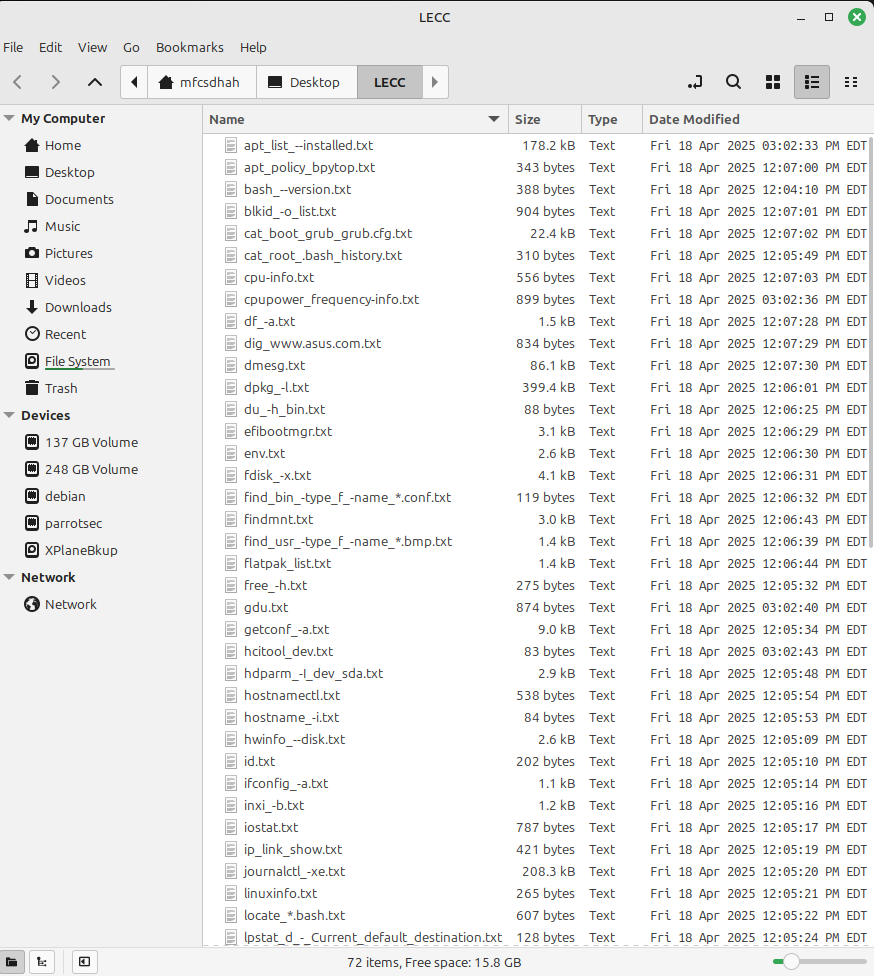 LECC
File Edit View Go Bookmarks Help
mfcsdhah Desktop LECC
My Computer
Home
Desktop
Documents
Music
Pictures
Videos
Downloads
Recent
File System
Trash
Devices
137 GB Volume
248 GB Volume
debian
parrotsec
XPlaneBkup
Network
Network
Name Size Type Date Modified
apt_list_--installed.txt 178.2 kB Text Fri 18 Apr 2025 03:02:33 PM EDT
apt_policy_bpytop.txt 343 bytes Text Fri 18 Apr 2025 12:07:00 PM EDT
bash_--version.txt 388 bytes Text Fri 18 Apr 2025 12:04:10 PM EDT
blkid_-o_list.txt 904 bytes Text Fri 18 Apr 2025 12:07:01 PM EDT
cat_boot_grub_grub.cfg.txt 22.4 kB Text Fri 18 Apr 2025 12:07:02 PM EDT
cat_root_.bash_history.txt 310 bytes Text Fri 18 Apr 2025 12:05:49 PM EDT
cpu-info.txt 556 bytes Text Fri 18 Apr 2025 12:07:03 PM EDT
cpupower_frequency-info.txt 899 bytes Text Fri 18 Apr 2025 03:02:36 PM EDT
df_-a.txt 1.5 kB Text Fri 18 Apr 2025 12:07:28 PM EDT
dig_www.asus.com.txt 834 bytes Text Fri 18 Apr 2025 12:07:29 PM EDT
dmesg.txt 86.1 kB Text Fri 18 Apr 2025 12:07:30 PM EDT
dpkg_-l.txt 399.4 kB Text Fri 18 Apr 2025 12:06:01 PM EDT
du_-h_bin.txt 88 bytes Text Fri 18 Apr 2025 12:06:25 PM EDT
efibootmgr.txt 3.1 kB Text Fri 18 Apr 2025 12:06:29 PM EDT
env.txt 2.6 kB Text Fri 18 Apr 2025 12:06:30 PM EDT
fdisk_-x.txt 4.1 kB Text Fri 18 Apr 2025 12:06:31 PM EDT
find_bin_-type_f_-name_*.conf.txt 119 bytes Text Fri 18 Apr 2025 12:06:32 PM EDT
findmnt.txt 3.0 kB Text Fri 18 Apr 2025 12:06:43 PM EDT
find_usr_-type_f_-name_*.bmp.txt 1.4 kB Text Fri 18 Apr 2025 12:06:39 PM EDT
flatpak_list.txt 1.4 kB Text Fri 18 Apr 2025 12:06:44 PM EDT
free_-h.txt 275 bytes Text Fri 18 Apr 2025 12:05:32 PM EDT
gdu.txt 874 bytes Text Fri 18 Apr 2025 03:02:40 PM EDT
getconf_-a.txt 9.0 kB Text Fri 18 Apr 2025 12:05:34 PM EDT
hcitool_dev.txt 83 bytes Text Fri 18 Apr 2025 03:02:43 PM EDT
hdparm_-I_dev_sda.txt 2.9 kB Text Fri 18 Apr 2025 12:05:48 PM EDT
hostnamectl.txt 538 bytes Text Fri 18 Apr 2025 12:05:54 PM EDT
hostname_-i.txt 84 bytes Text Fri 18 Apr 2025 12:05:53 PM EDT
hwinfo_--disk.txt 2.6 kB Text Fri 18 Apr 2025 12:05:09 PM EDT
id.txt 202 bytes Text Fri 18 Apr 2025 12:05:10 PM EDT
ifconfig_-a.txt 1.1 kB Text Fri 18 Apr 2025 12:05:14 PM EDT
inxi_-b.txt 1.2 kB Text Fri 18 Apr 2025 12:05:16 PM EDT
iostat.txt 787 bytes Text Fri 18 Apr 2025 12:05:17 PM EDT
ip_link_show.txt 421 bytes Text Fri 18 Apr 2025 12:05:19 PM EDT
journalctl_-xe.txt 208.3 kB Text Fri 18 Apr 2025 12:05:20 PM EDT
linuxinfo.txt 265 bytes Text Fri 18 Apr 2025 12:05:21 PM EDT
locate_*.bash.txt 607 bytes Text Fri 18 Apr 2025 12:05:22 PM EDT
lpstat_d_-_Current_default_destination.txt 128 bytes Text Fri 18 Apr 2025 12:05:24 PM EDT
72 items, Free space: 15.8 GB